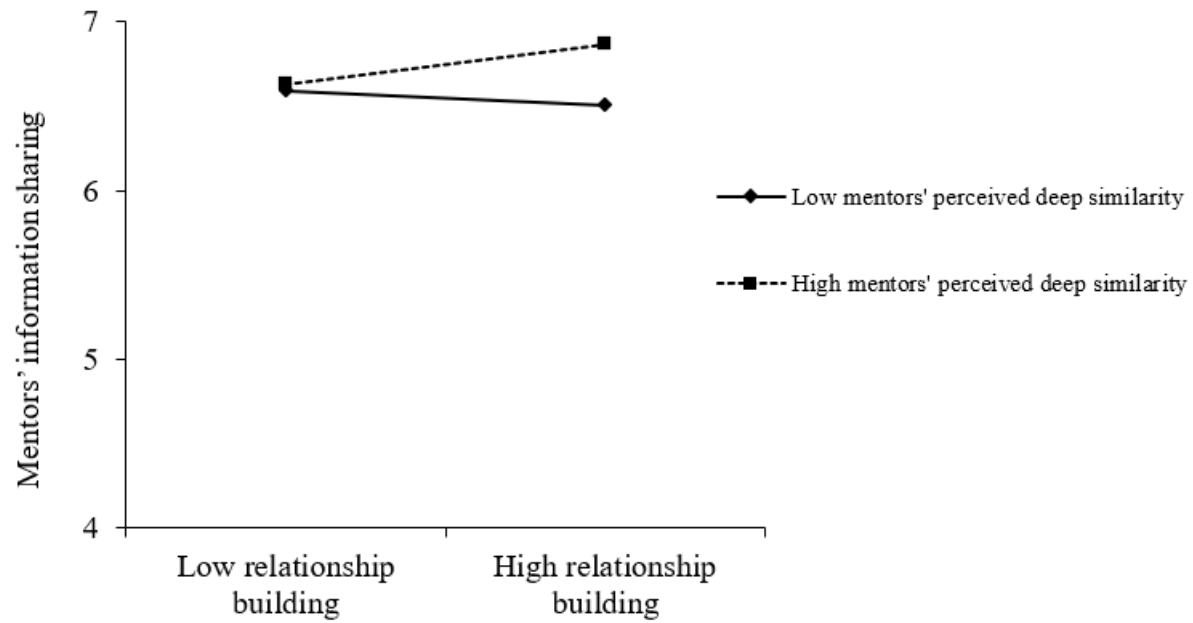 7
6
5
4
Mentors’ information sharing
Low relationship
building
High relationship
building
Low mentors' perceived deep similarity
High mentors' perceived deep similarity